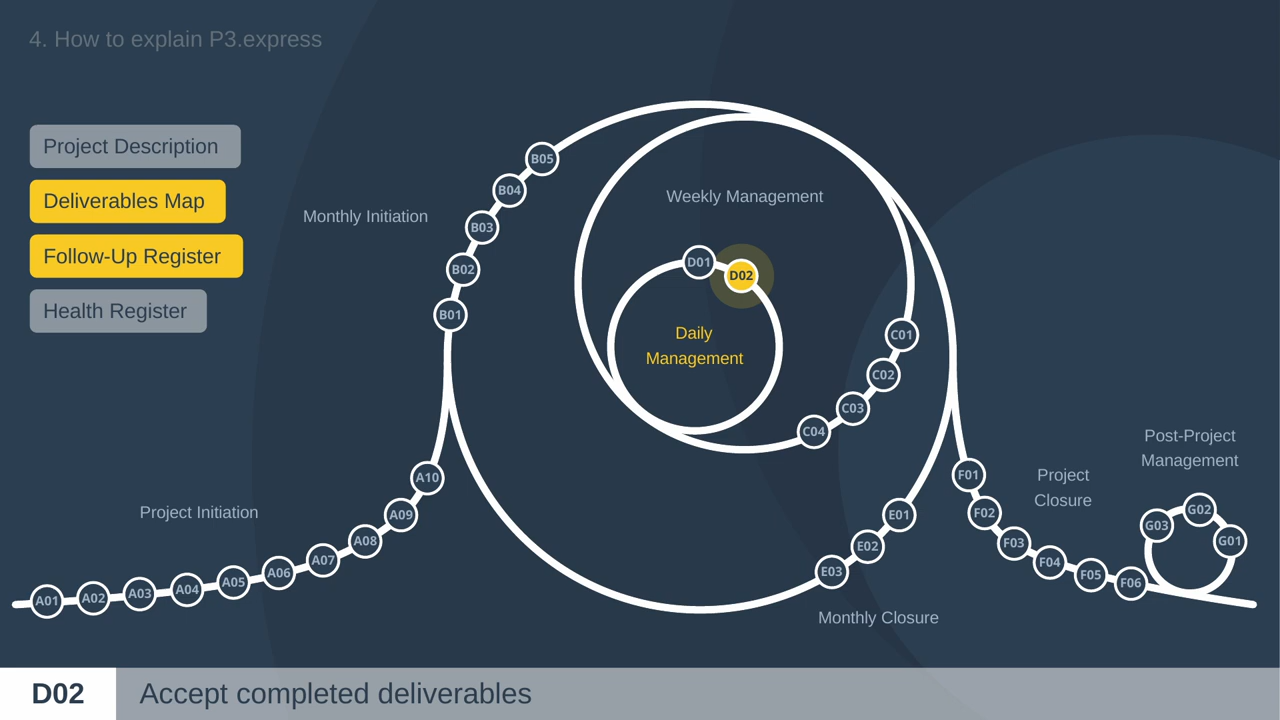 4. How to explain P3.express
Project Description
Deliverables Map
Follow-Up Register
Health Register
Monthly Initiation
B05
B04
B03
B02
B01
Weekly Management
D01
D02
Daily
Management
C01
C02
C03
C04
Project Initiation
A01
A02
A03
A04
A05
A06
A07
A08
A09
A10
E01
E02
E03
Monthly Closure
F01
F02
F03
F04
F05
F06
Project
Closure
Post-Project
Management
G03
G02
G01
D02
Accept completed deliverables